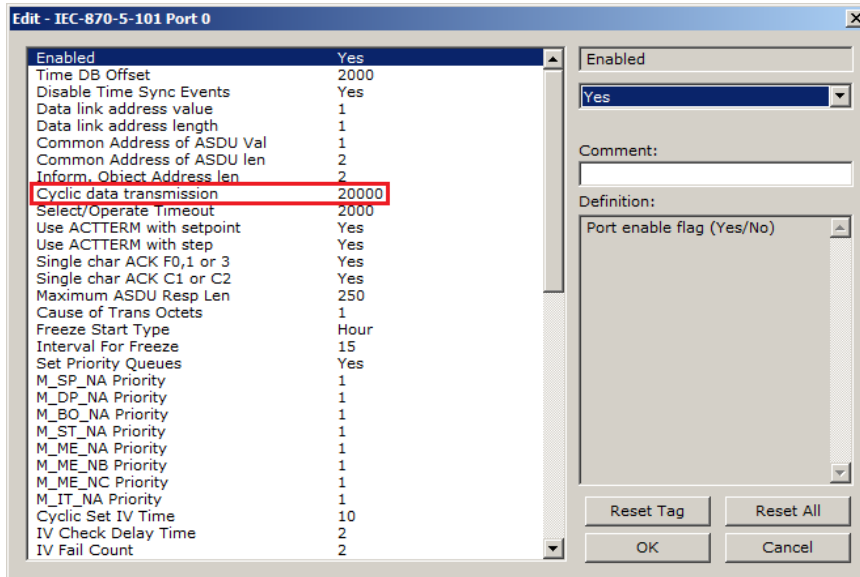 Edit - IEC-870-5-101 Port 0
Enabled Yes
Time DB Offset 2000
Disable Time Sync Events Yes
Data link address value 1
Data link address length 1
Common Address of ASDU Val 1
Common Address of ASDU len 2
Inform. Object Address len 2
Cyclic data transmission 20000
Select/Operate Timeout 2000
Use ACTTERM with setpoint Yes
Use ACTTERM with step Yes
Single char ACK F0,1 or 3 Yes
Single char ACK C1 or C2 Yes
Maximum ASDU Resp Len 250
Cause of Trans Octets 1
Freeze Start Type Hour
Interval For Freeze 15
Set Priority Queues Yes
M_SP_NA Priority 1
M_DP_NA Priority 1
M_BO_NA Priority 1
M_ST_NA Priority 1
M_ME_NA Priority 1
M_ME_NB Priority 1
M_ME_NC Priority 1
M_IT_NA Priority 1
Cyclic Set IV Time 10
IV Check Delay Time 2
IV Fail Count 2
Enabled
Yes
Comment:
Definition:
Port enable flag (Yes/No)
Reset Tag Reset All
OK Cancel